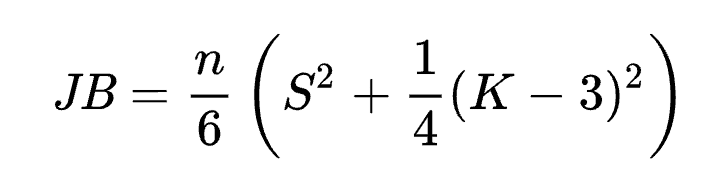 JB = n/6 (S² + 1/4 (K − 3)²)